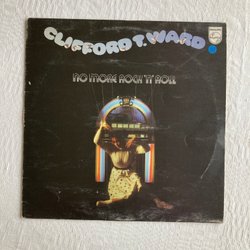 CLIFFORD T. WARD
NO MORE ROCK 'N' ROLL